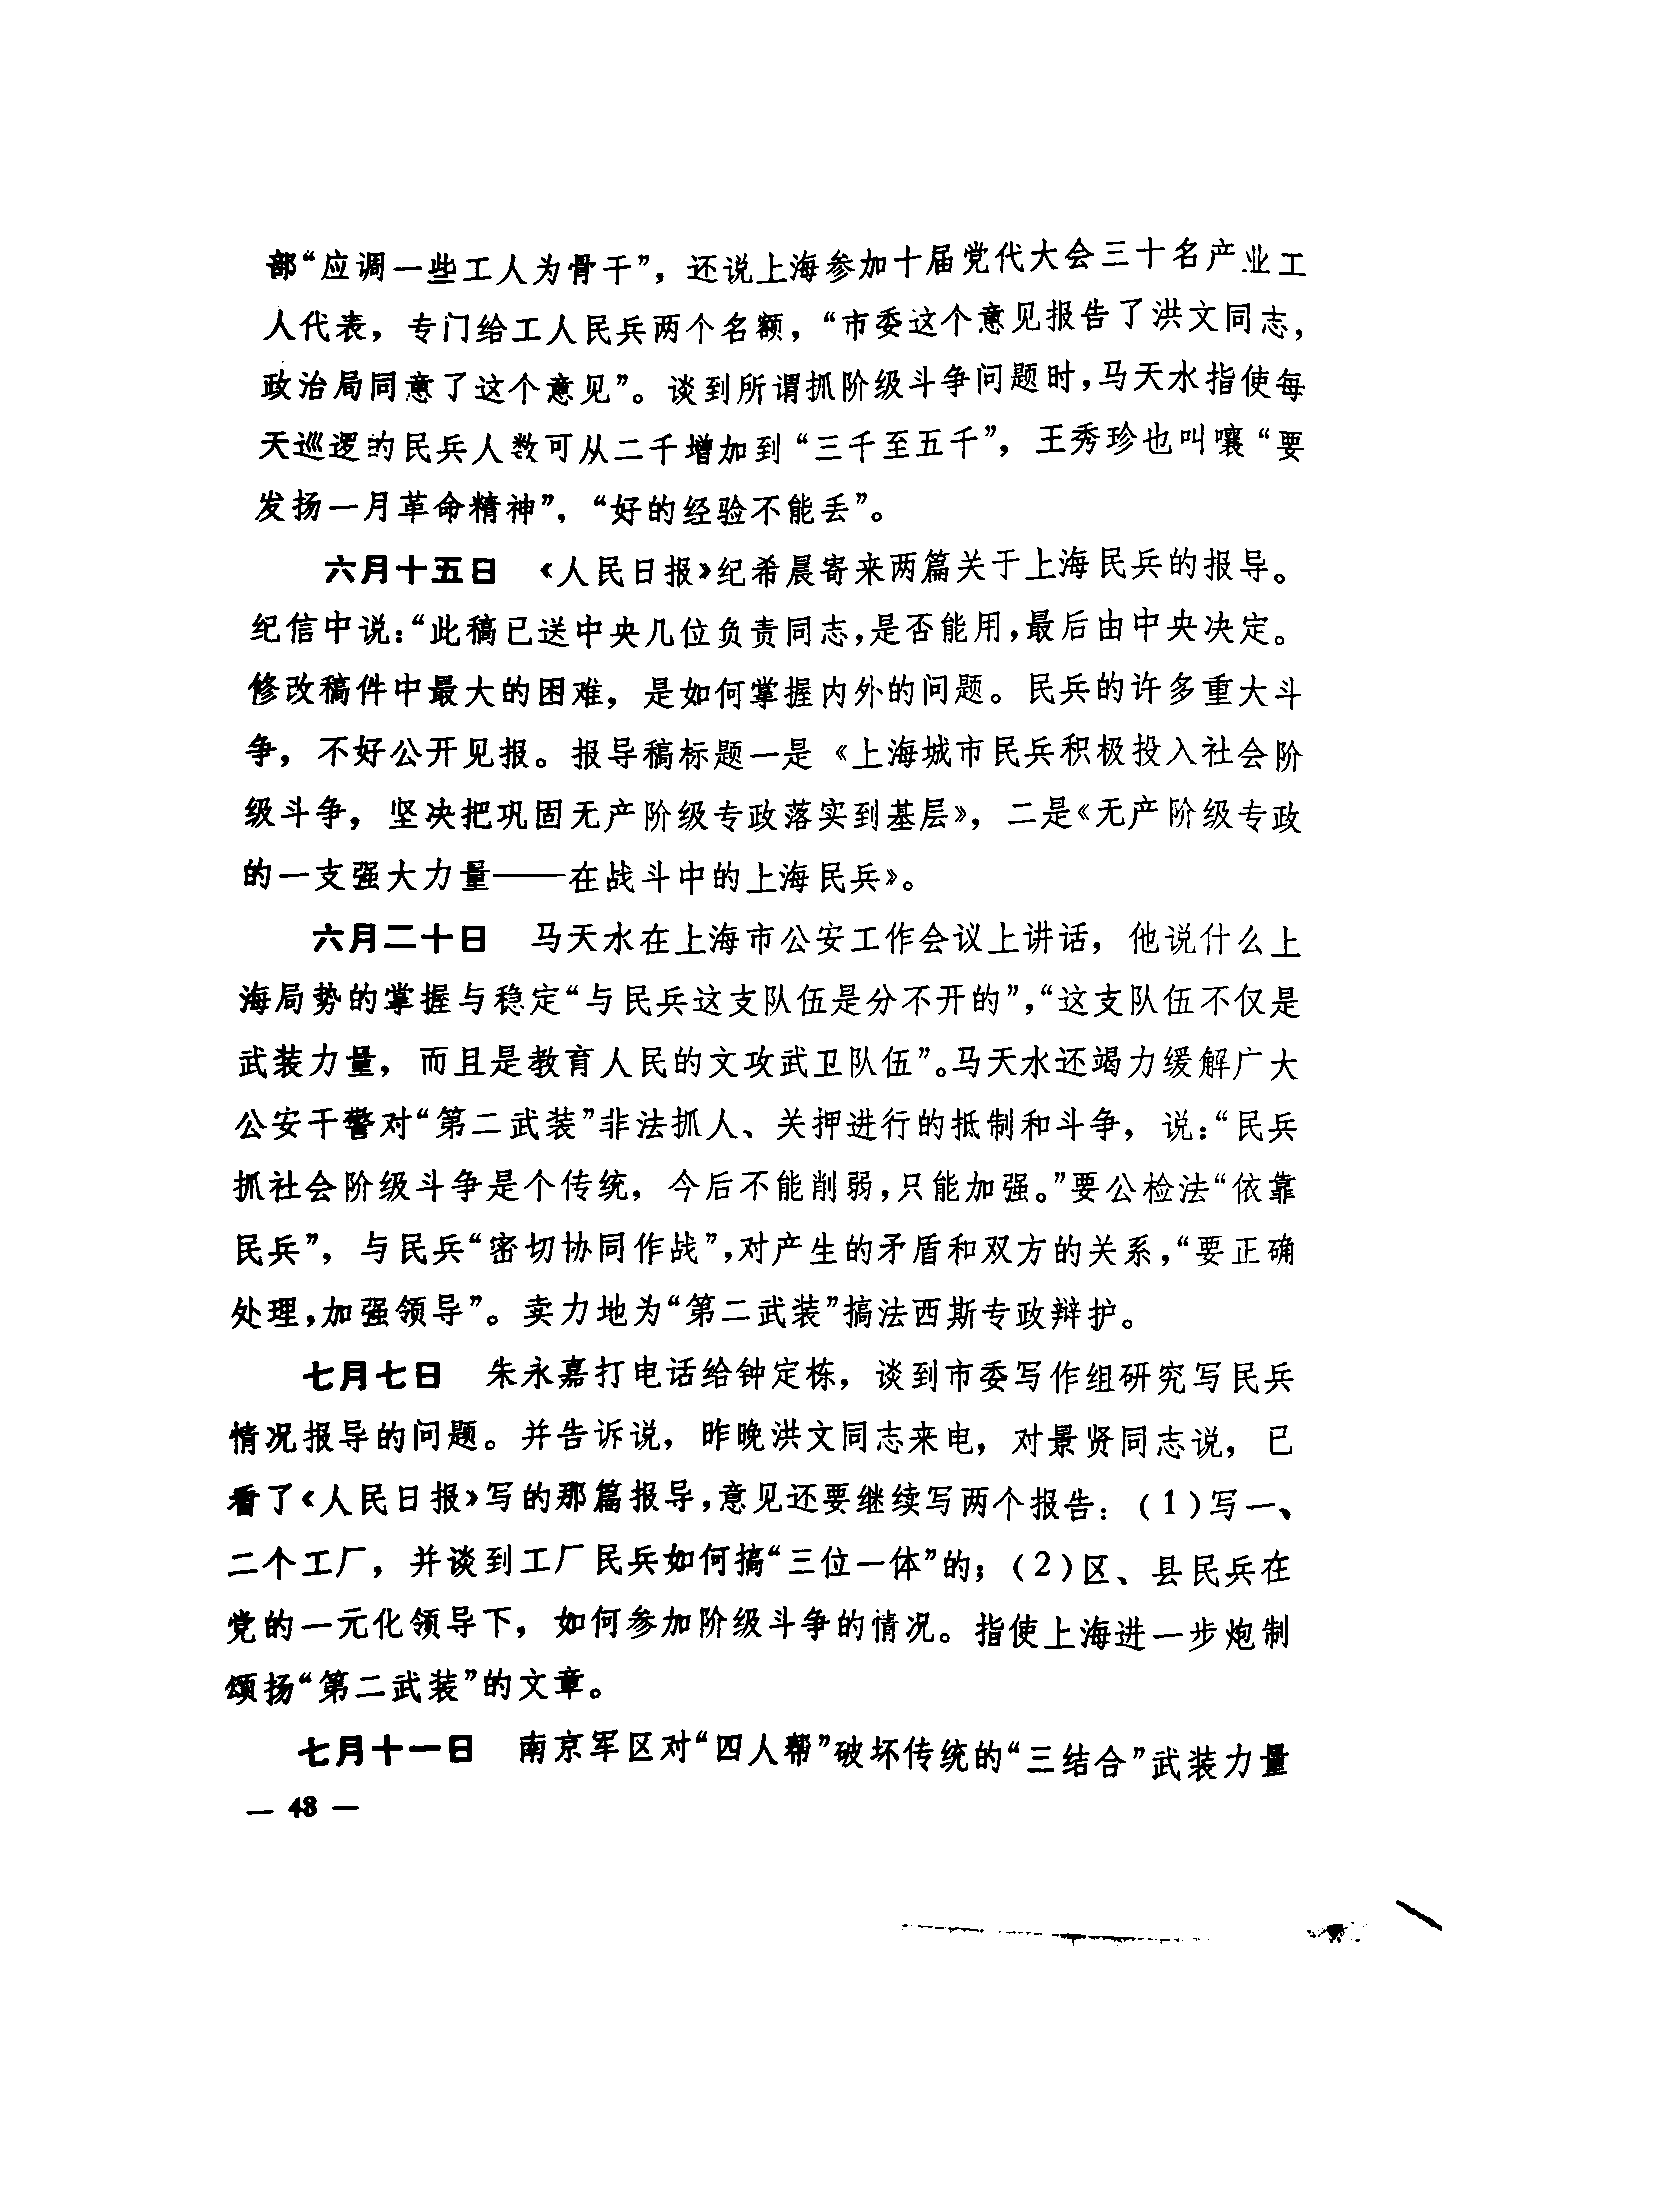 部“应调一些工人为骨干”，还说上海参加十届党代大会三十名产业工
人代表，专门给工人民兵两个名额，“市委这个意见报告了洪文同志，
政治局同意了这个意见”。谈到所谓抓阶级斗争问题时，马天水指使每
天巡逻的民兵人数可从二千增加到“三千至五千”，王秀珍也叫嚷“要
发扬一月革命精神”，“好的经验不能丢”。
六月十五日　《人民日报》纪希晨寄来两篇关于上海民兵的报导。
纪信中说：“此稿已送中央几位负责同志，是否能用，最后由中央决定。
修改稿件中最大的困难，是如何掌握内外的问题。民兵的许多重大斗
争，不好公开见报。报导稿标题一是《上海城市民兵积极投入社会阶
级斗争，坚决把巩固无产阶级专政落实到基层》，二是《无产阶级专政
的一支强大力量——在战斗中的上海民兵》。
六月二十日　马天水在上海市公安工作会议上讲话，他说什么上
海局势的掌握与稳定“与民兵这支队伍是分不开的”，“这支队伍不仅是
武装力量，而且是教育人民的文攻武卫队伍”。马天水还竭力缓解广大
公安干警对“第二武装”非法抓人、关押进行的抵制和斗争，说：“民兵
抓社会阶级斗争是个传统，今后不能削弱，只能加强。”要公检法“依靠
民兵”，与民兵“密切协同作战”，对产生的矛盾和双方的关系，“要正确
处理，加强领导”。卖力地为“第二武装”搞法西斯专政辩护。
七月七日　朱永嘉打电话给钟定栋，谈到市委写作组研究写民兵
情况报导的问题。并告诉说，昨晚洪文同志来电，对景贤同志说，已
看了《人民日报》写的那篇报导，意见还要继续写两个报告：（1）写一、
二个工厂，并谈到工厂民兵如何搞“三位一体”的；（2）区、县民兵在
党的一元化领导下，如何参加阶级斗争的情况。指使上海进一步炮制
颂扬“第二武装”的文章。
七月十一日　南京军区对“四人帮”破坏传统的“三结合”武装力量
— 48 —